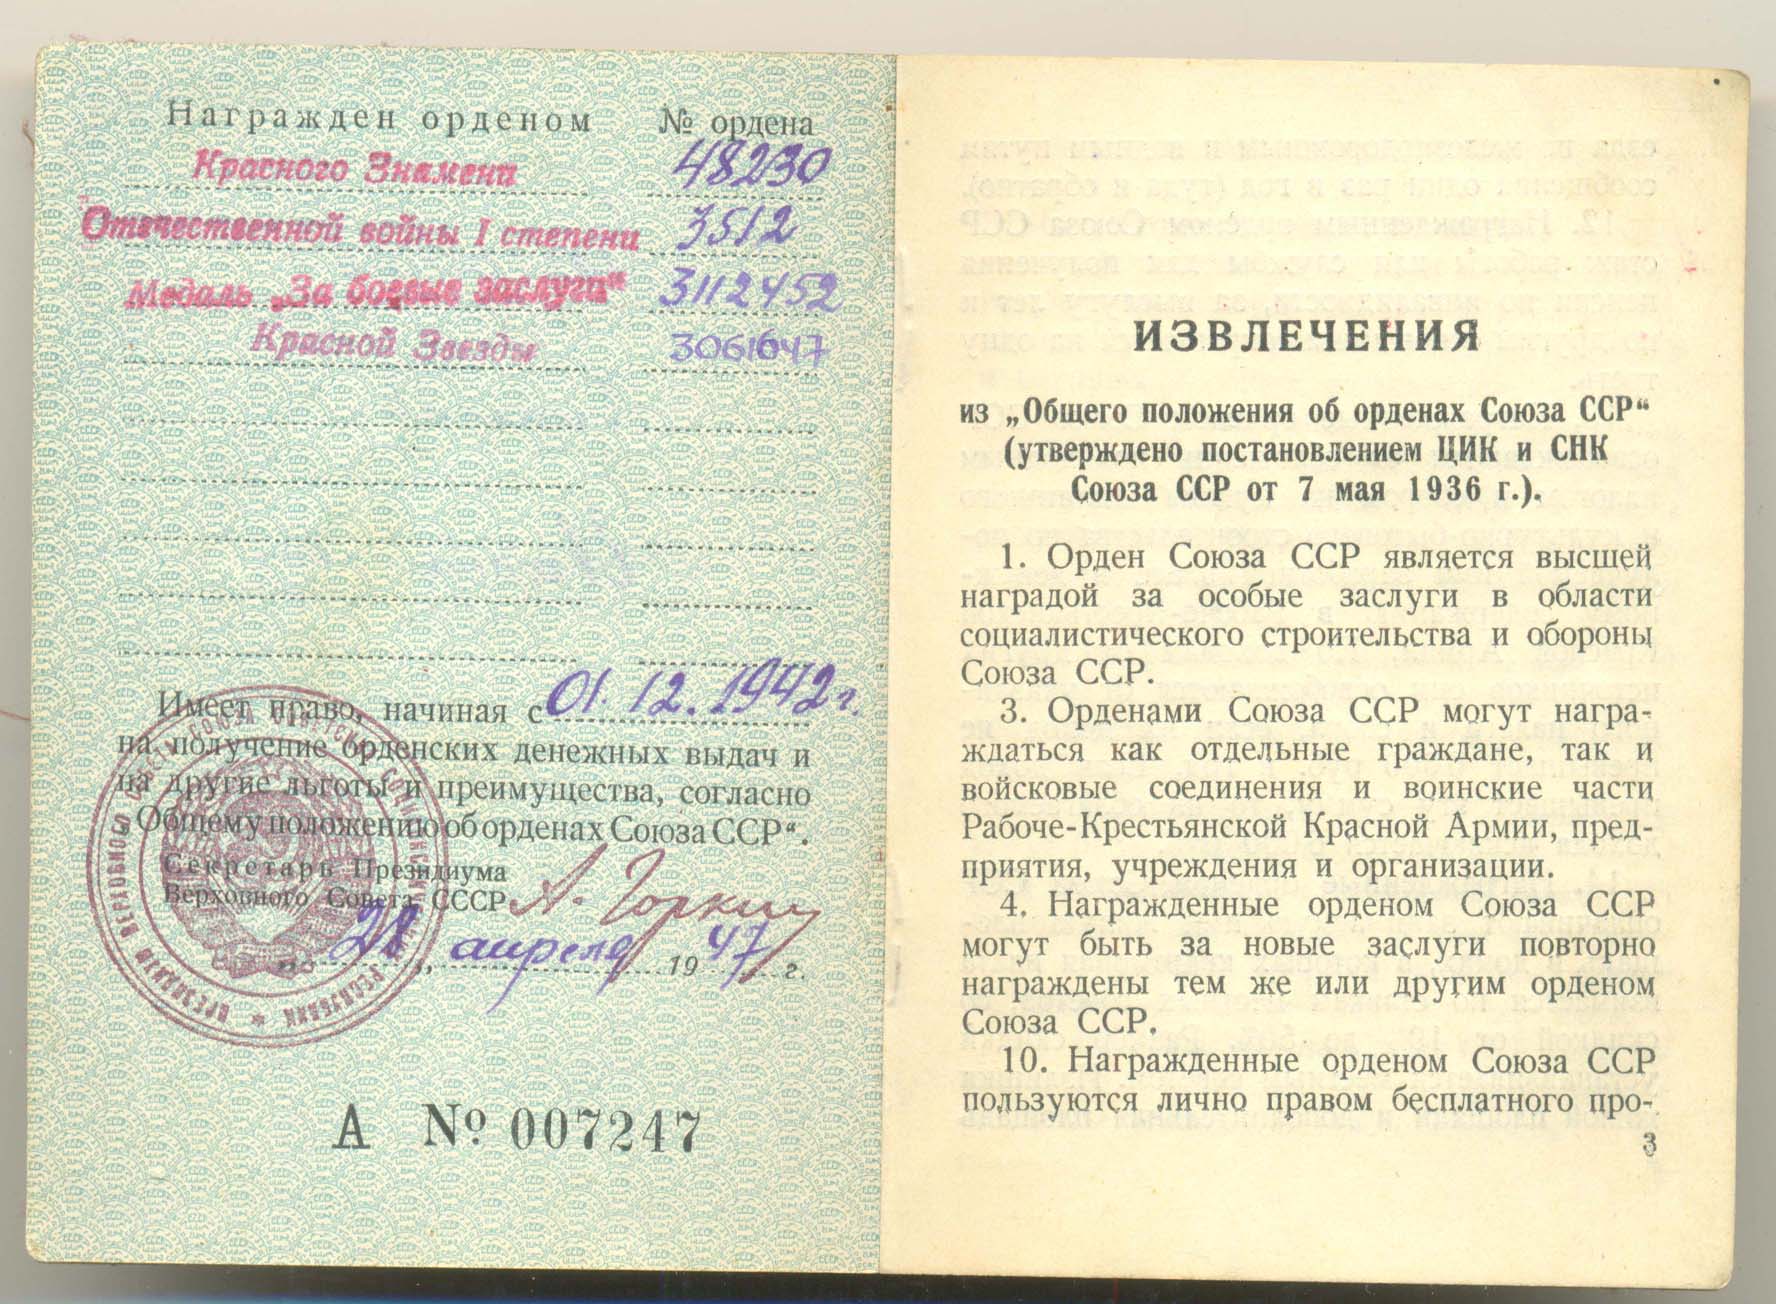 Награжден орденом № ордена
Красного Знамени 48230
Отечественной войны I степени 3512
Медаль „За боевые заслуги“ 3112452
Красной Звезды 3061647
Имеет право, начиная с 01.12.1942 г.
на получение орденских денежных выдач и
на другие льготы и преимущества, согласно
„Общему положению об орденах Союза ССР“.
Секретарь Президиума
Верховного Совета СССР А. Горкин
„28„ апреля 1947 г.
А № 007247
ИЗВЛЕЧЕНИЯ
из „Общего положения об орденах Союза ССР“
(утверждено постановлением ЦИК и СНК
Союза ССР от 7 мая 1936 г.).
1. Орден Союза ССР является высшей
наградой за особые заслуги в области
социалистического строительства и обороны
Союза ССР.
3. Орденами Союза ССР могут награ-
ждаться как отдельные граждане, так и
войсковые соединения и воинские части
Рабоче-Крестьянской Красной Армии, пред-
приятия, учреждения и организации.
4. Награжденные орденом Союза ССР
могут быть за новые заслуги повторно
награждены тем же или другим орденом
Союза ССР.
10. Награжденные орденом Союза ССР
пользуются лично правом бесплатного про-
3